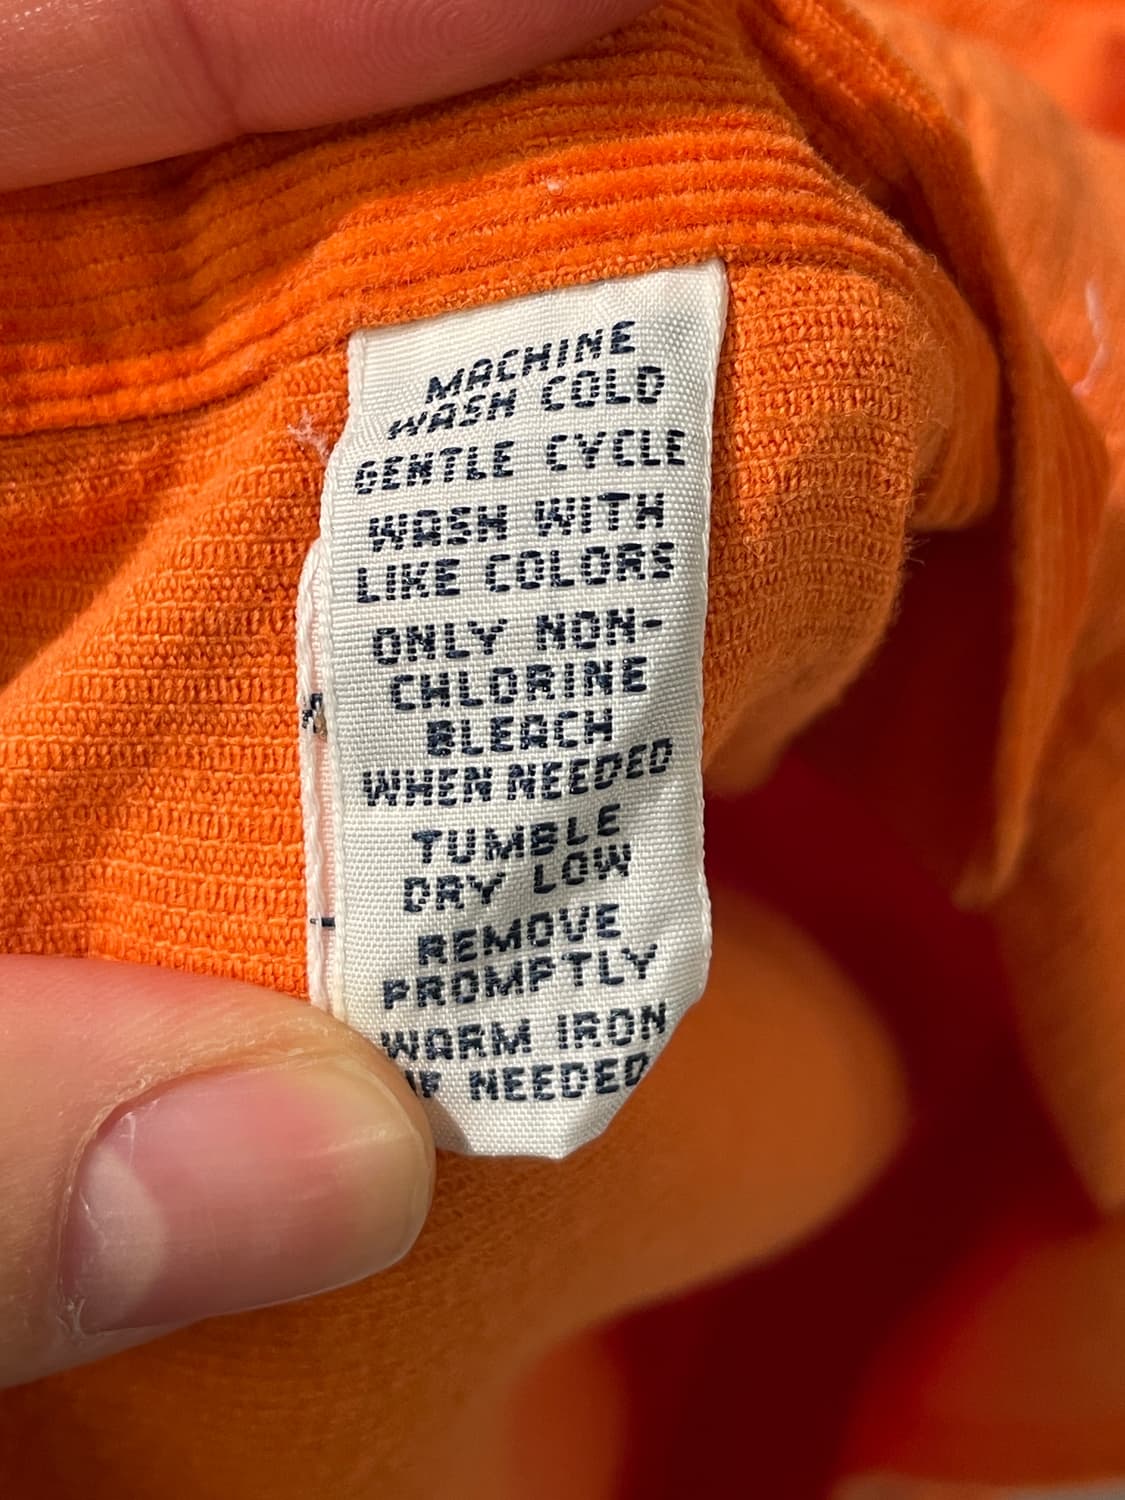 MACHINE
WASH COLD
GENTLE CYCLE
WASH WITH
LIKE COLORS
ONLY NON-
CHLORINE
BLEACH
WHEN NEEDED
TUMBLE
DRY LOW
REMOVE
PROMPTLY
WARM IRON
IF NEEDED